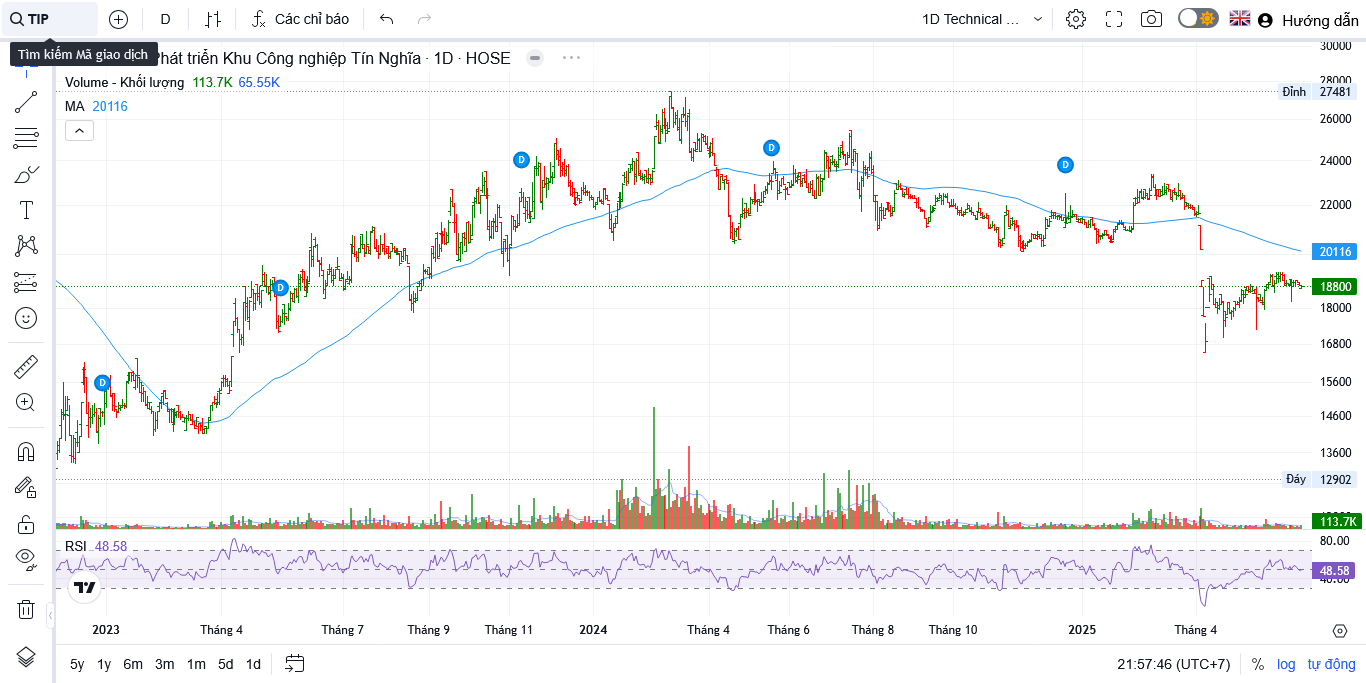 TIP
D
Các chỉ báo
1D Technical ...
Hướng dẫn
Tìm kiếm Mã giao dịch
Phát triển Khu Công nghiệp Tín Nghĩa · 1D · HOSE
Volume - Khối lượng 113.7K 65.55K
MA 20116
30000
28000
Đỉnh 27481
26000
24000
22000
20116
18800
18000
16800
15600
14600
13600
Đáy 12902
113.7K
D
D
D
D
D
RSI 48.58
80.00
48.58
40.00
2023 Tháng 4 Tháng 7 Tháng 9 Tháng 11 2024 Tháng 4 Tháng 6 Tháng 8 Tháng 10 2025 Tháng 4
5y 1y 6m 3m 1m 5d 1d
21:57:46 (UTC+7) % log tự động